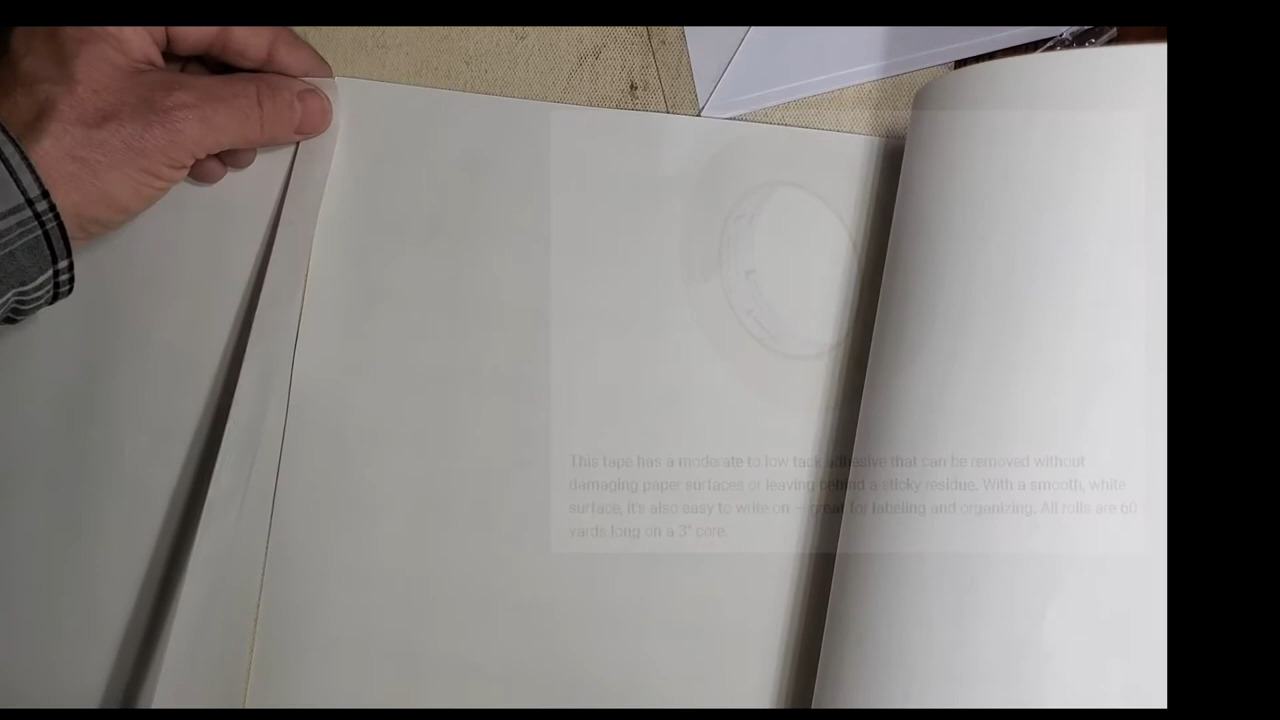 This tape has a moderate to low tack adhesive that can be removed without
damaging paper surfaces or leaving behind a sticky residue. With a smooth, white
surface, it's also easy to write on – great for labeling and organizing. All rolls are 60
yards long on a 3" core.